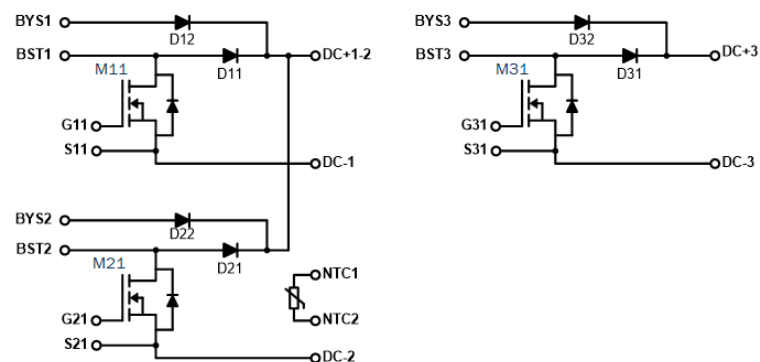 BYS1
D12
BST1
DC+1-2
D11
M11
G11
S11
DC-1
BYS2
D22
BST2
D21
M21
G21
S21
DC-2
NTC1
NTC2
BYS3
D32
BST3
DC+3
D31
M31
G31
S31
DC-3